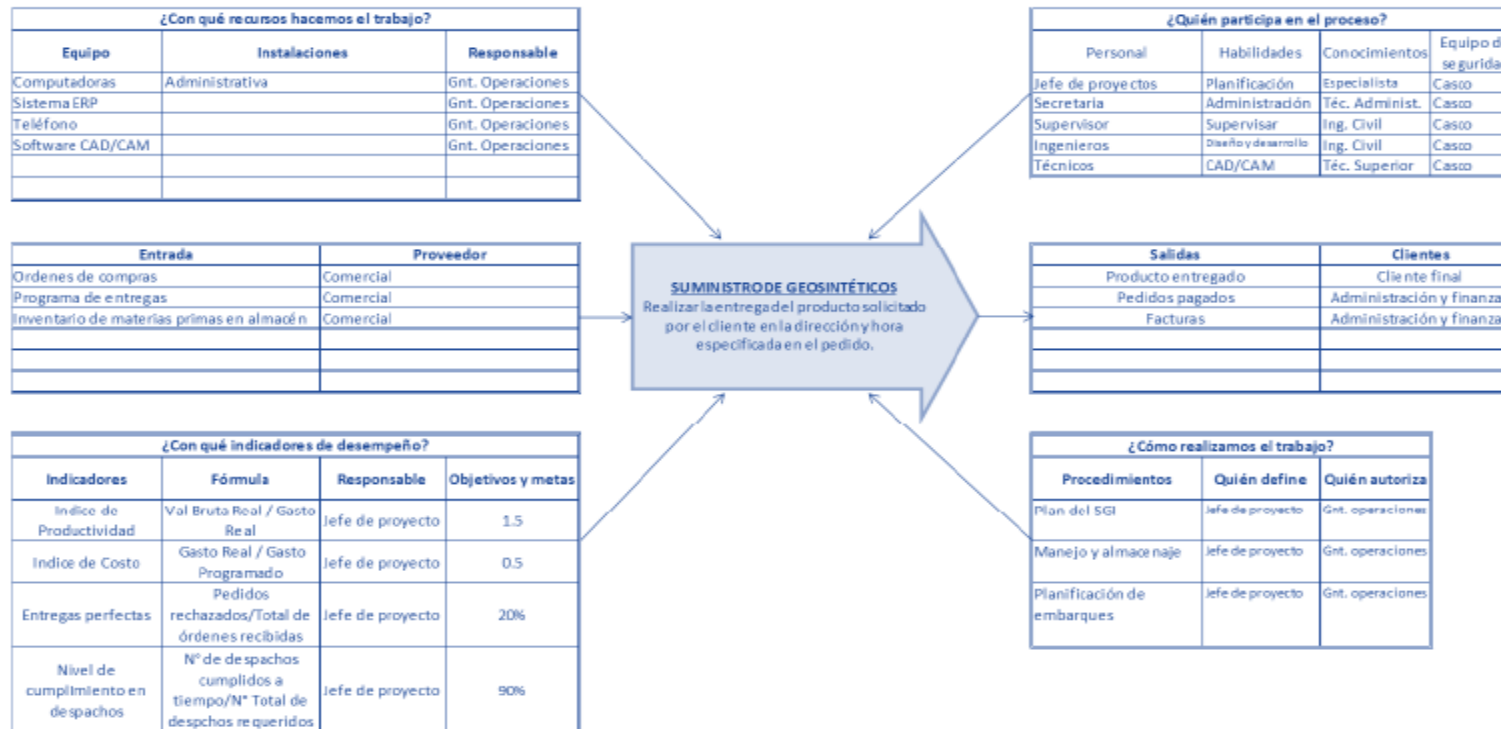 ¿Con qué recursos hacemos el trabajo?
Equipo Instalaciones Responsable
Computadoras Administrativa Gnt. Operaciones
Sistema ERP Gnt. Operaciones
Teléfono Gnt. Operaciones
Software CAD/CAM Gnt. Operaciones
¿Quién participa en el proceso?
Personal Habilidades Conocimientos Equipo d
segurida
Jefe de proyectos Planificación Especialista Casco
Secretaria Administración Téc. Administ. Casco
Supervisor Supervisar Ing. Civil Casco
Ingenieros Diseño y desarrollo Ing. Civil Casco
Técnicos CAD/CAM Téc. Superior Casco
Entrada Proveedor
Ordenes de compras Comercial
Programa de entregas Comercial
Inventario de materias primas en almacén Comercial
SUMINISTRO DE GEOSINTÉTICOS
Realizar la entrega del producto solicitado
por el cliente en la dirección y hora
especificada en el pedido.
Salidas Clientes
Producto entregado Cliente final
Pedidos pagados Administración y finanza
Facturas Administración y finanza
¿Con qué indicadores de desempeño?
Indicadores Fórmula Responsable Objetivos y metas
Indice de
Productividad
Val Bruta Real / Gasto
Real
Jefe de proyecto 1.5
Indice de Costo
Gasto Real / Gasto
Programado
Jefe de proyecto 0.5
Entregas perfectas
Pedidos
rechazados/Total de
órdenes recibidas
Jefe de proyecto 20%
Nivel de
cumplimiento en
despachos
N° de despachos
cumplidos a
tiempo/N° Total de
despchos requeridos
Jefe de proyecto 90%
¿Cómo realizamos el trabajo?
Procedimientos Quién define Quién autoriza
Plan del SGI Jefe de proyecto Gnt. operaciones
Manejo y almacenaje Jefe de proyecto Gnt. operaciones
Planificación de
embarques
Jefe de proyecto Gnt. operaciones